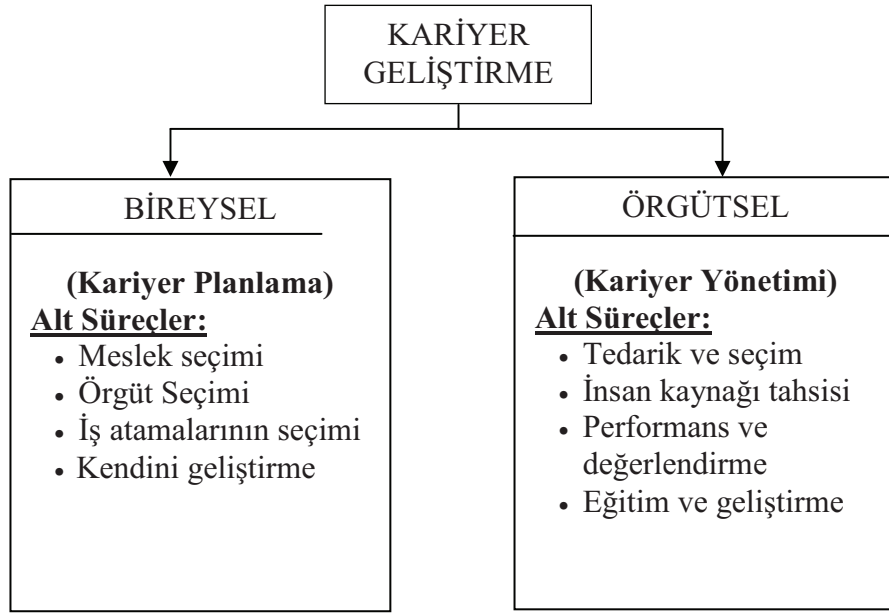 KARİYER
GELİŞTİRME
BİREYSEL
(Kariyer Planlama)
Alt Süreçler:
• Meslek seçimi
• Örgüt Seçimi
• İş atamalarının seçimi
• Kendini geliştirme
ÖRGÜTSEL
(Kariyer Yönetimi)
Alt Süreçler:
• Tedarik ve seçim
• İnsan kaynağı tahsisi
• Performans ve
değerlendirme
• Eğitim ve geliştirme